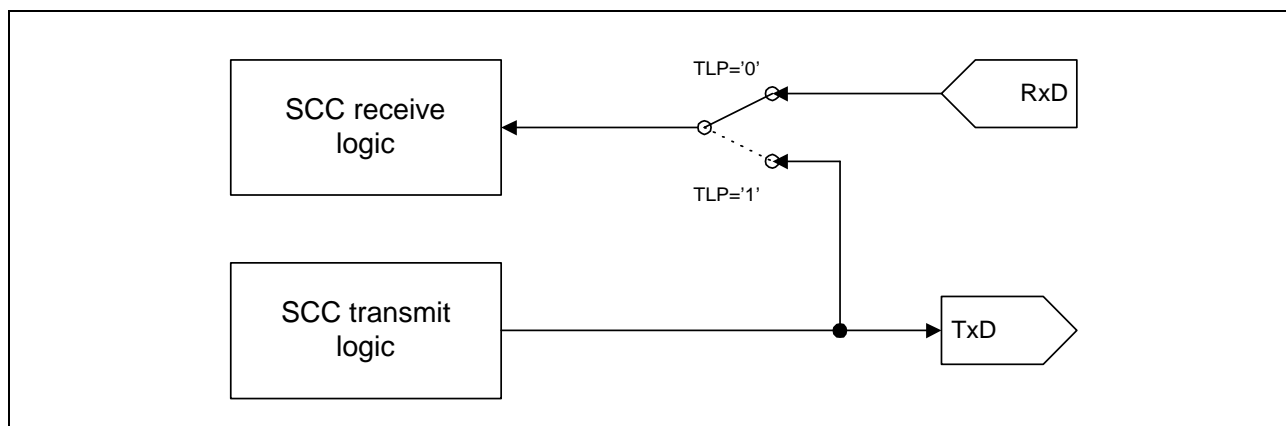 SCC receive
logic
TLP='0'
RxD
TLP='1'
SCC transmit
logic
TxD